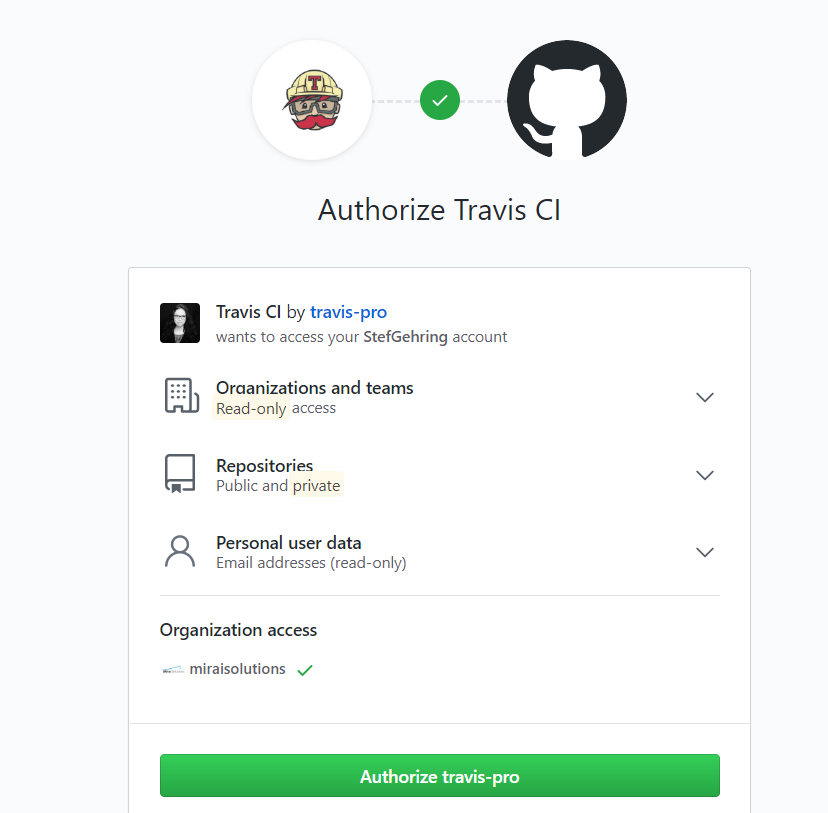 T
Authorize Travis CI
Travis CI by travis-pro
wants to access your StefGehring account
Organizations and teams
Read-only access
Repositories
Public and private
Personal user data
Email addresses (read-only)
Organization access
miraisolutions
Authorize travis-pro